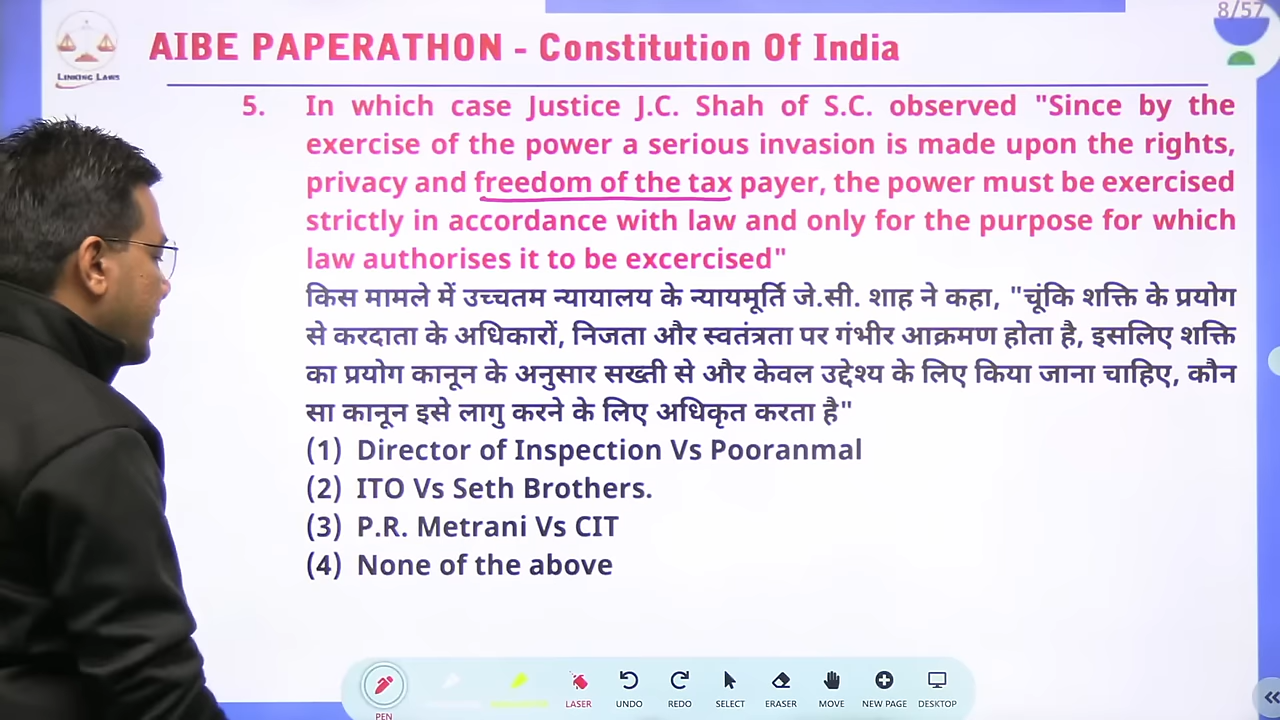 8/57
LINKING LAWS
AIBE PAPERATHON - Constitution Of India
5. In which case Justice J.C. Shah of S.C. observed "Since by the
exercise of the power a serious invasion is made upon the rights,
privacy and freedom of the tax payer, the power must be exercised
strictly in accordance with law and only for the purpose for which
law authorises it to be excercised"
किस मामले में उच्चतम न्यायालय के न्यायमूर्ति जे.सी. शाह ने कहा, "चूंकि शक्ति के प्रयोग
से करदाता के अधिकारों, निजता और स्वतंत्रता पर गंभीर आक्रमण होता है, इसलिए शक्ति
का प्रयोग कानून के अनुसार सख्ती से और केवल उद्देश्य के लिए किया जाना चाहिए, कौन
सा कानून इसे लागु करने के लिए अधिकृत करता है"
(1) Director of Inspection Vs Pooranmal
(2) ITO Vs Seth Brothers.
(3) P.R. Metrani Vs CIT
(4) None of the above
PEN LASER UNDO REDO SELECT ERASER MOVE NEW PAGE DESKTOP